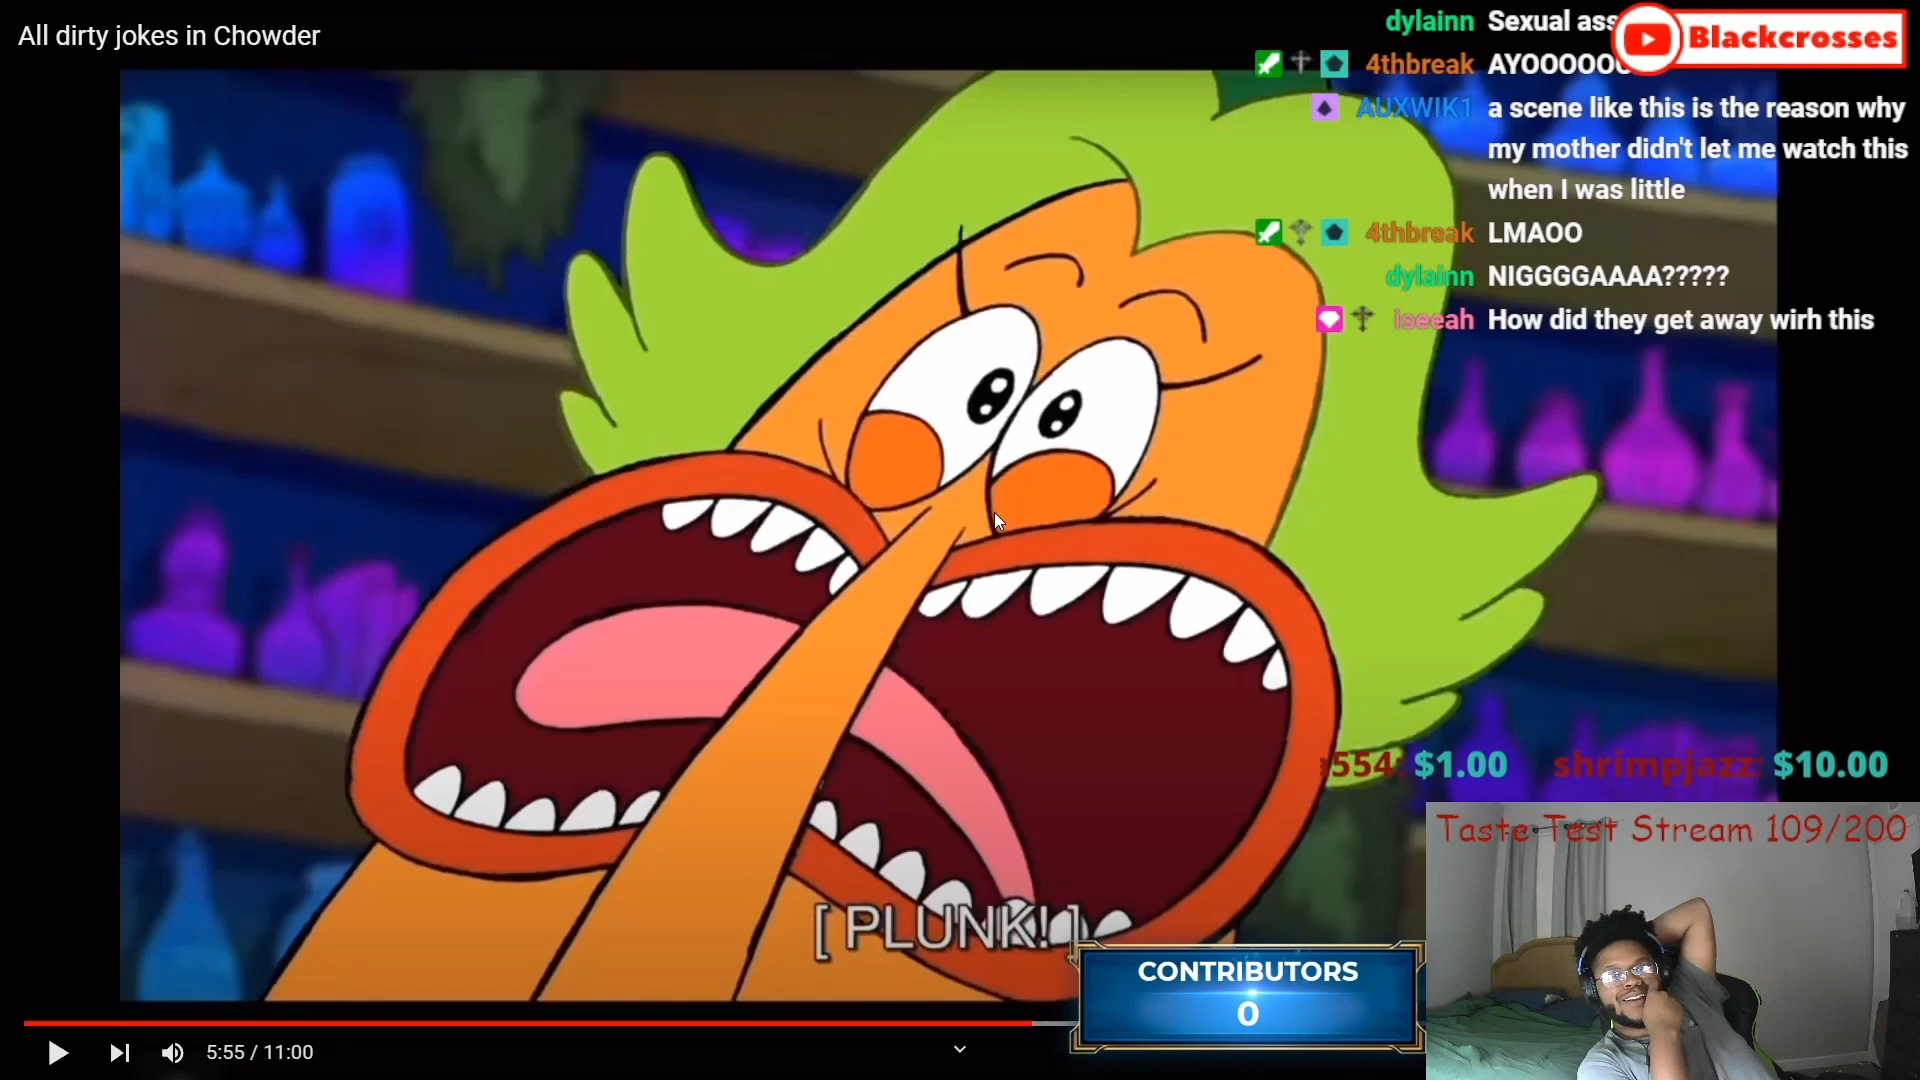 All dirty jokes in Chowder
dylainn Sexual ass
Blackcrosses
4thbreak AYOOOOO
AUXWIK1 a scene like this is the reason why
my mother didn't let me watch this
when I was little
4thbreak LMAOO
dylainn NIGGGGAAAA?????
iseeah How did they get away wirh this
554: $1.00 shrimpjazz: $10.00
Taste Test Stream 109/200
[ PLUNK! ]
CONTRIBUTORS
0
5:55 / 11:00